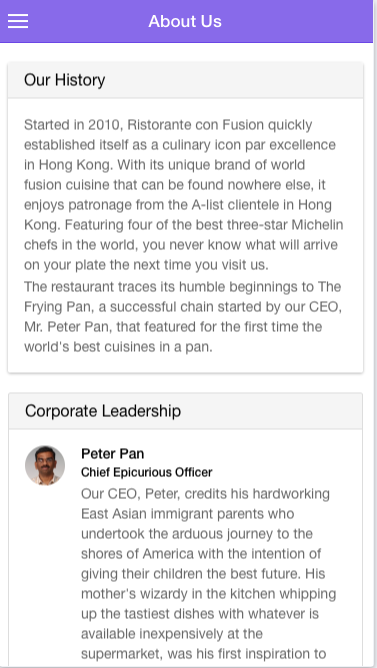 About Us
Our History
Started in 2010, Ristorante con Fusion quickly
established itself as a culinary icon par excellence
in Hong Kong. With its unique brand of world
fusion cuisine that can be found nowhere else, it
enjoys patronage from the A-list clientele in Hong
Kong. Featuring four of the best three-star Michelin
chefs in the world, you never know what will arrive
on your plate the next time you visit us.
The restaurant traces its humble beginnings to The
Frying Pan, a successful chain started by our CEO,
Mr. Peter Pan, that featured for the first time the
world's best cuisines in a pan.
Corporate Leadership
Peter Pan
Chief Epicurious Officer
Our CEO, Peter, credits his hardworking
East Asian immigrant parents who
undertook the arduous journey to the
shores of America with the intention of
giving their children the best future. His
mother's wizardy in the kitchen whipping
up the tastiest dishes with whatever is
available inexpensively at the
supermarket, was his first inspiration to